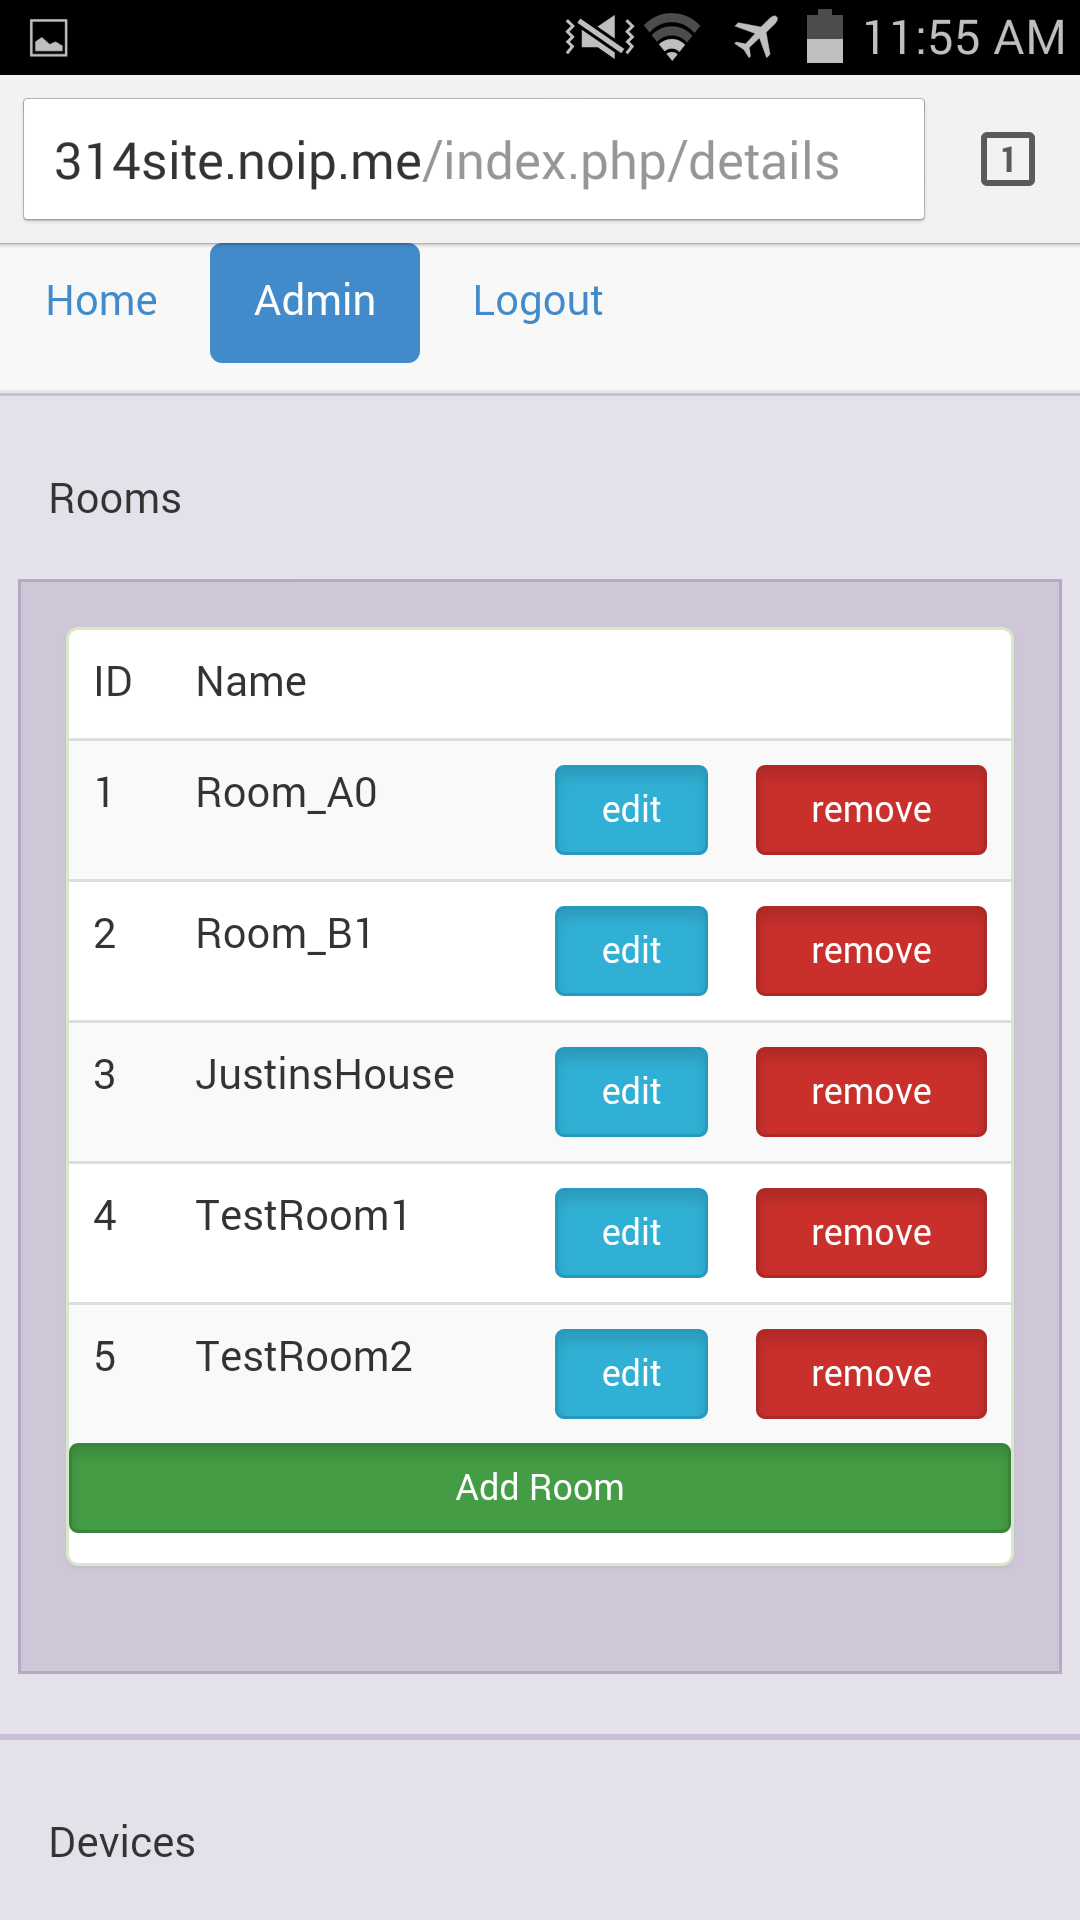 11:55 AM
314site.noip.me/index.php/details
1
Home Admin Logout
Rooms
ID Name
1 Room_A0 edit remove
2 Room_B1 edit remove
3 JustinsHouse edit remove
4 TestRoom1 edit remove
5 TestRoom2 edit remove
Add Room
Devices